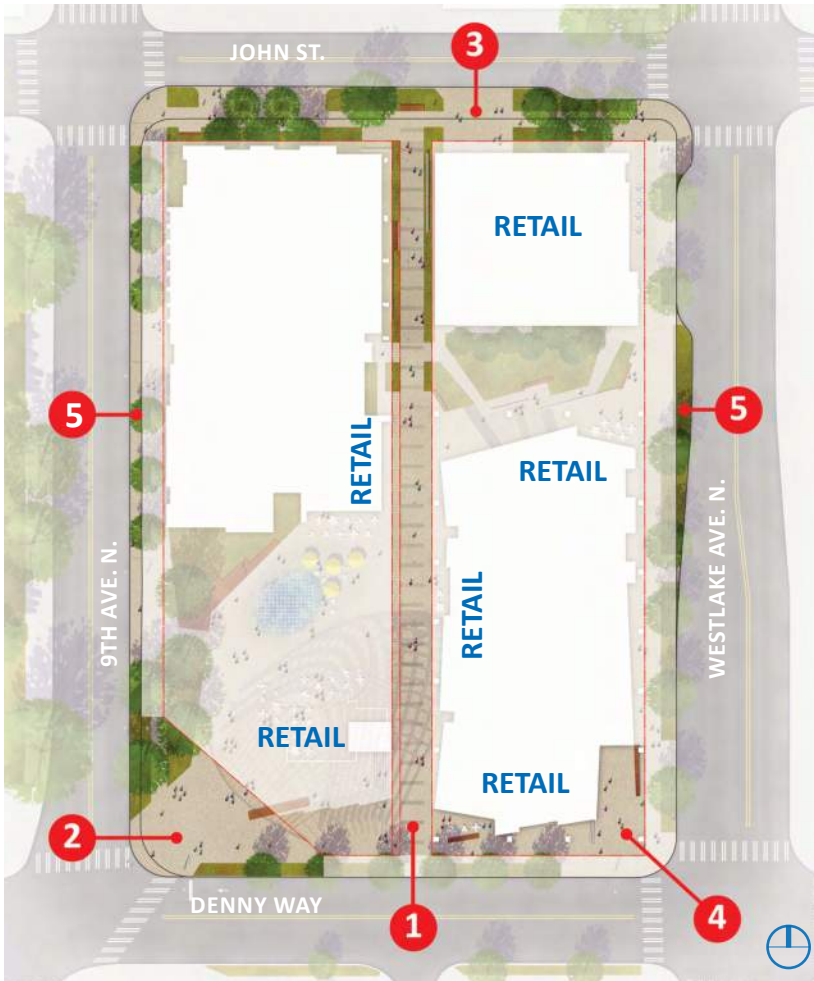 JOHN ST.
3
RETAIL
5
5
RETAIL
RETAIL
9TH AVE. N.
RETAIL
WESTLAKE AVE. N.
RETAIL
RETAIL
2
DENNY WAY
1
4